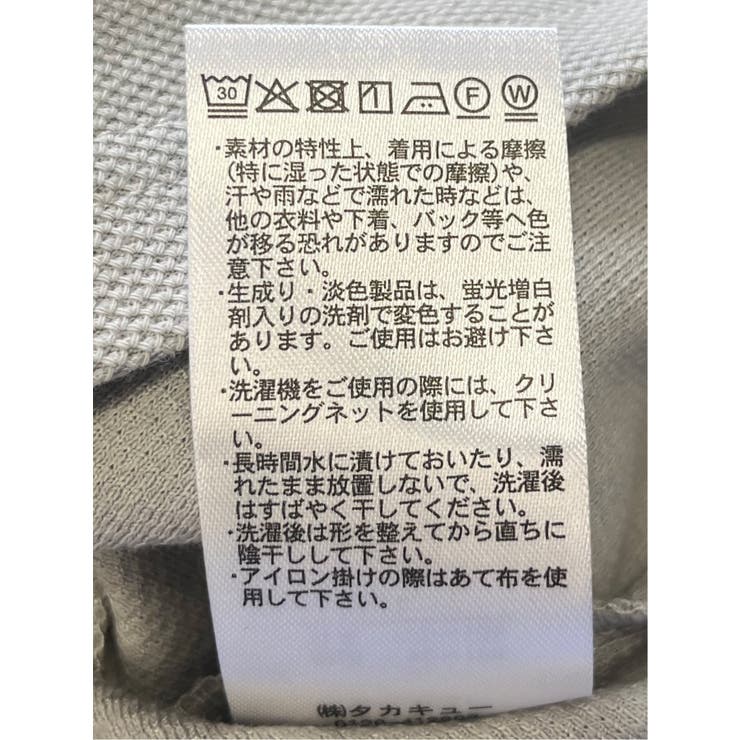 30 F W
・素材の特性上、着用による摩擦
(特に湿った状態での摩擦)や、
汗や雨などで濡れた時などは、
他の衣料や下着、バック等へ色
が移る恐れがありますのでご注
意下さい。
・生成り・淡色製品は、蛍光増白
剤入りの洗剤で変色することが
あります。ご使用はお避け下さ
い。
・洗濯機をご使用の際には、クリ
ーニングネットを使用して下さ
い。
・長時間水に漬けておいたり、濡
れたまま放置しないで、洗濯後
はすばやく干してください。
・洗濯後は形を整えてから直ちに
陰干しして下さい。
・アイロン掛けの際はあて布を使
用して下さい。
㈱タカキュー